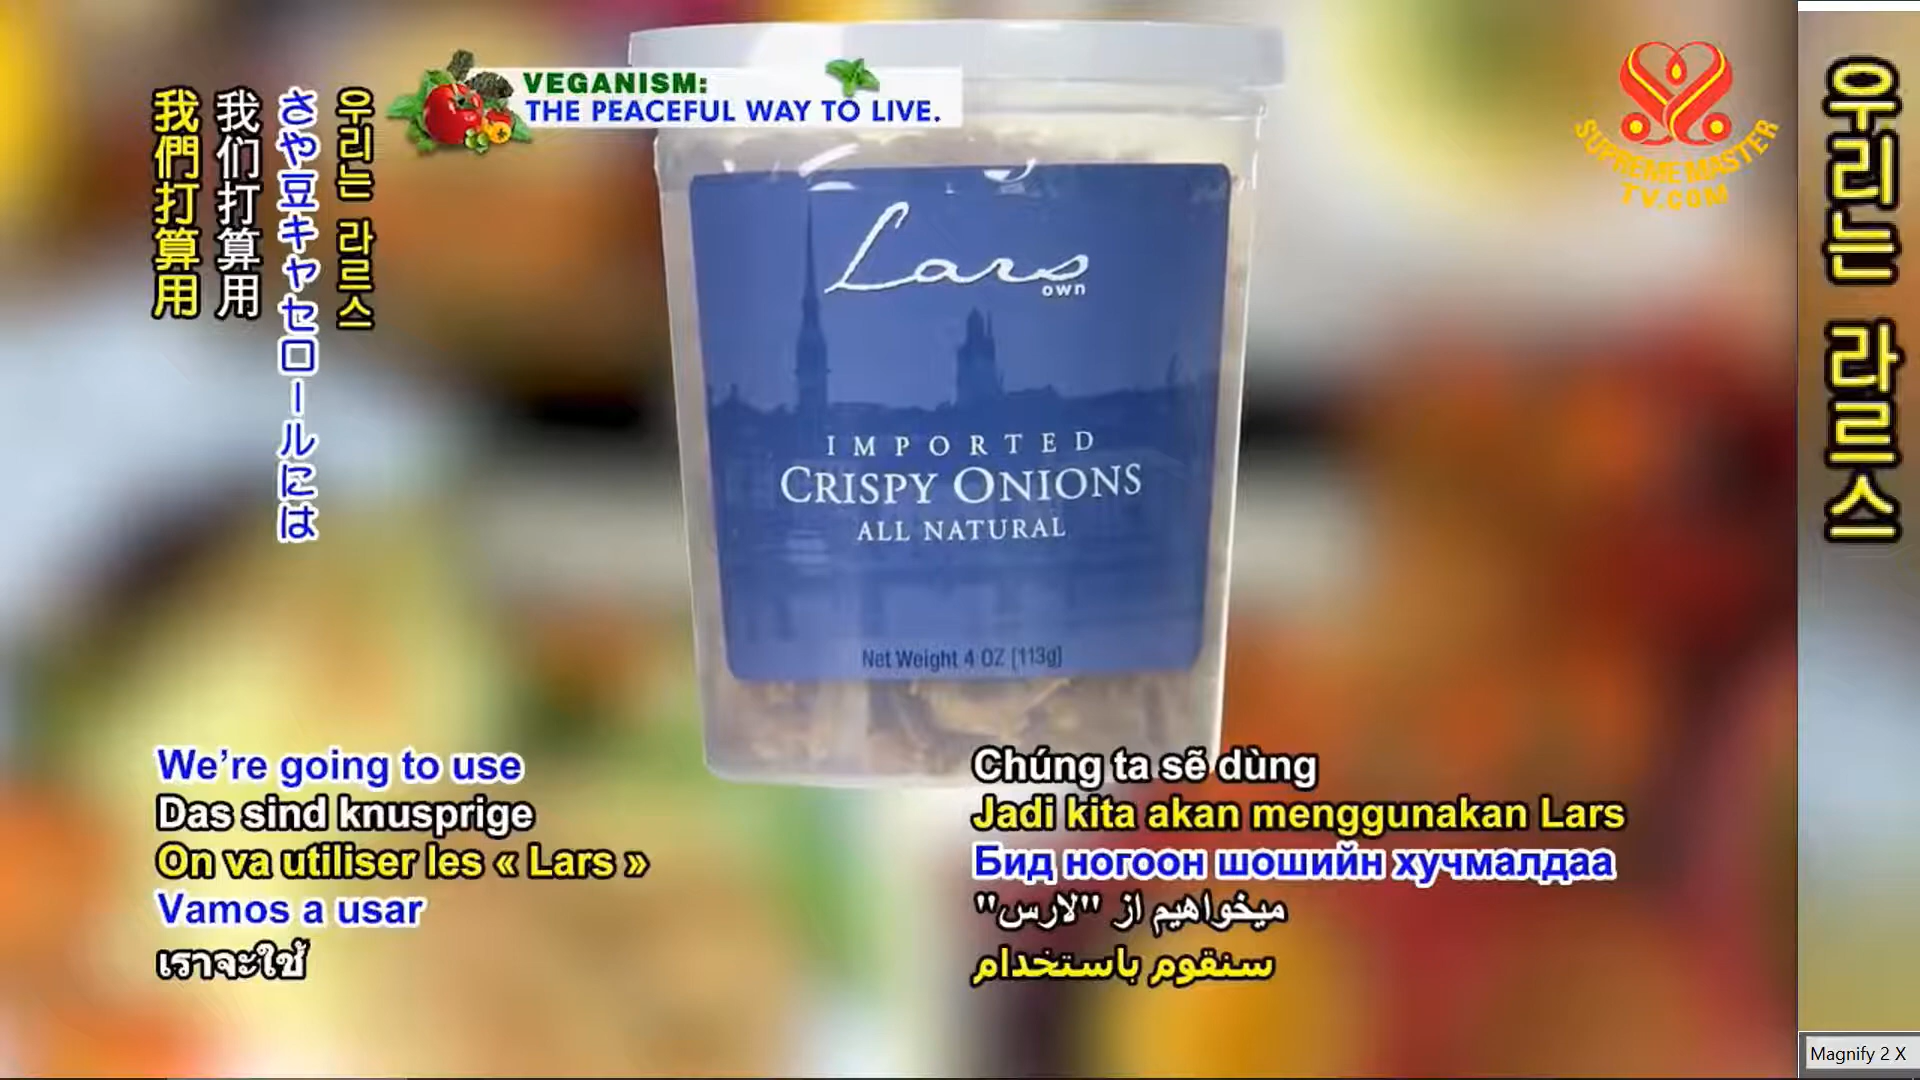 我們打算用
我们打算用
さや豆キャセロールには
우리는 라르스
VEGANISM:
THE PEACEFUL WAY TO LIVE.
SUPREME MASTER
TV.COM
우리는 라르스
Lars
own
IMPORTED
CRISPY ONIONS
ALL NATURAL
Net Weight 4 OZ [113g]
We’re going to use
Das sind knusprige
On va utiliser les « Lars »
Vamos a usar
เราจะใช้
Chúng ta sẽ dùng
Jadi kita akan menggunakan Lars
Бид ногоон шошийн хучмалдаа
میخواهیم از "لارس"
سنقوم باستخدام
Magnify 2 X